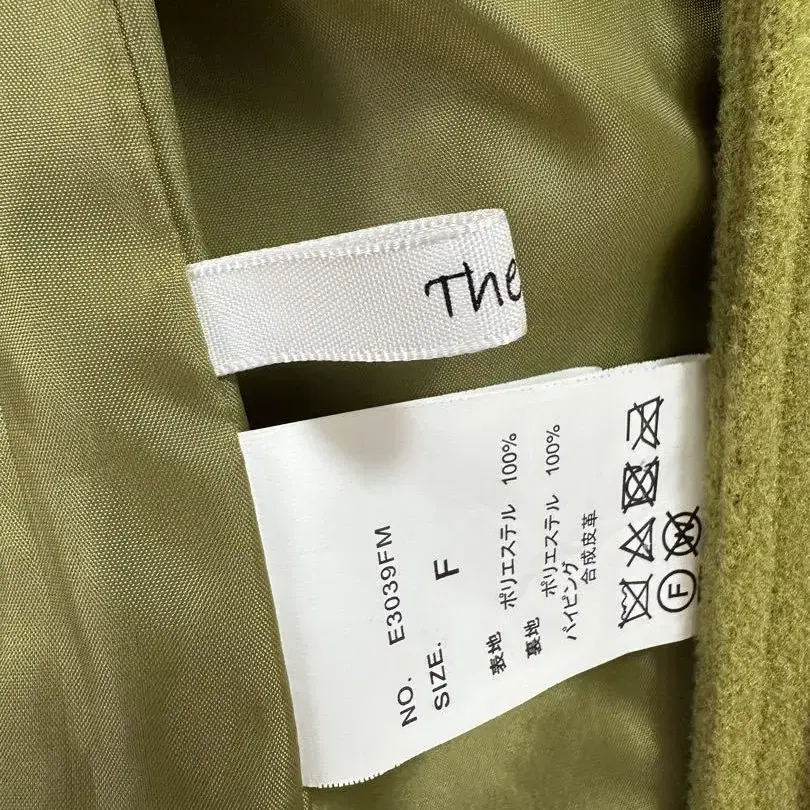 The
NO. E3039FM
SIZE. F
表地 ポリエステル 100%
裏地 ポリエステル 100%
パイピング
合成皮革
F
W